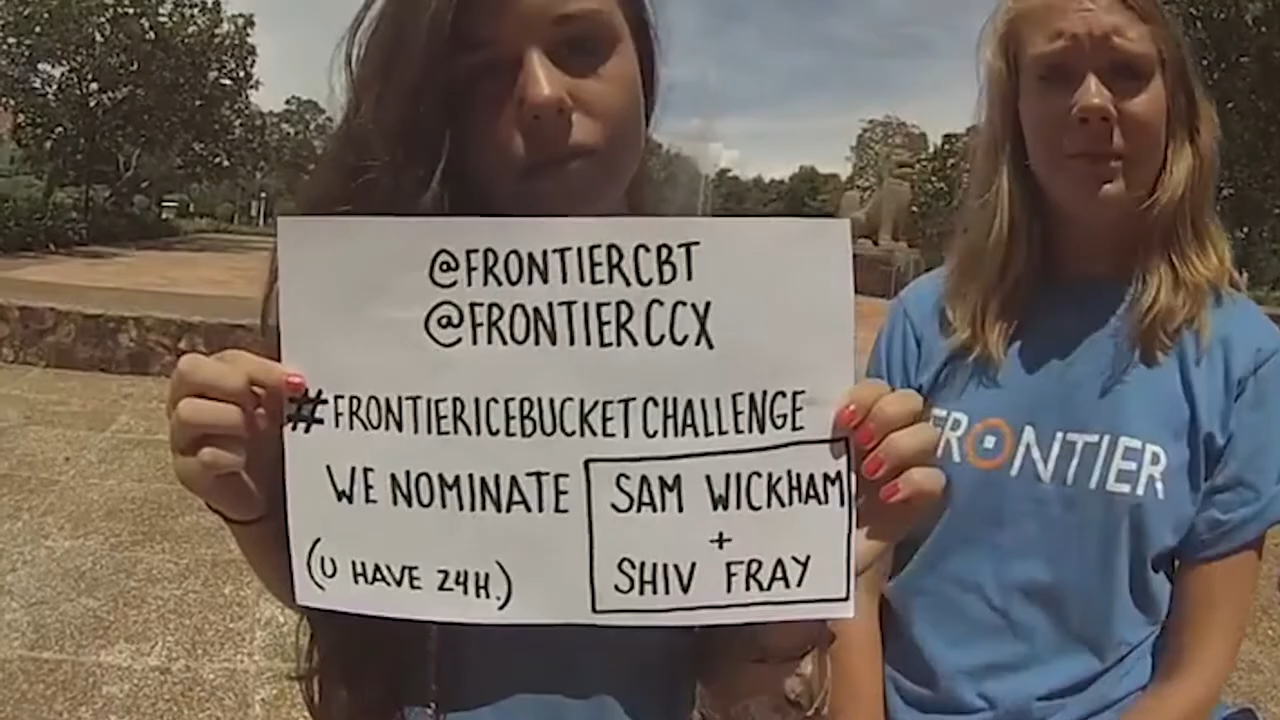 @FRONTIERCBT
@FRONTIERCCX
#FRONTIERICEBUCKETCHALLENGE
WE NOMINATE SAM WICKHAM
+
(U HAVE 24H.) SHIV FRAY
FRONTIER